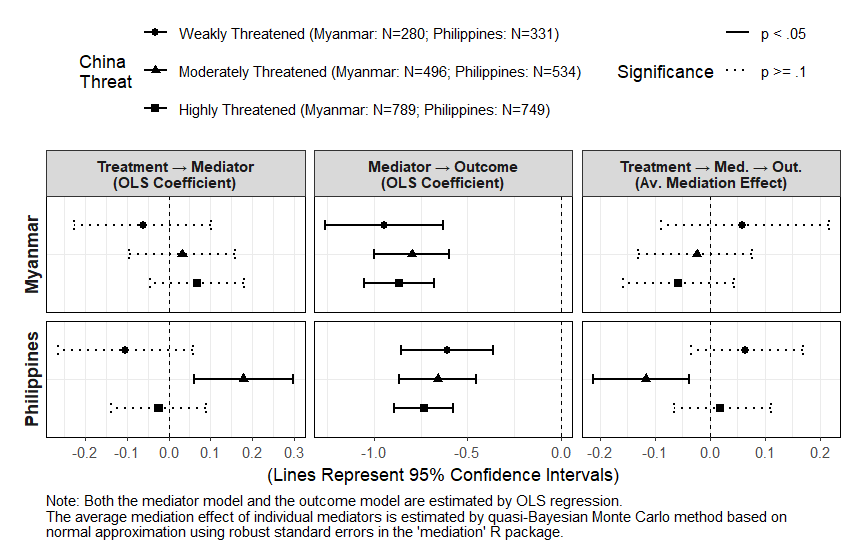 China
Threat
Weakly Threatened (Myanmar: N=280; Philippines: N=331)
Moderately Threatened (Myanmar: N=496; Philippines: N=534)
Highly Threatened (Myanmar: N=789; Philippines: N=749)
Significance
p < .05
p >= .1
Treatment → Mediator
(OLS Coefficient)
Mediator → Outcome
(OLS Coefficient)
Treatment → Med. → Out.
(Av. Mediation Effect)
Myanmar
Philippines
-0.2 -0.1 0.0 0.1 0.2 0.3
-1.0 -0.5 0.0
-0.2 -0.1 0.0 0.1 0.2
(Lines Represent 95% Confidence Intervals)
Note: Both the mediator model and the outcome model are estimated by OLS regression.
The average mediation effect of individual mediators is estimated by quasi-Bayesian Monte Carlo method based on
normal approximation using robust standard errors in the 'mediation' R package.